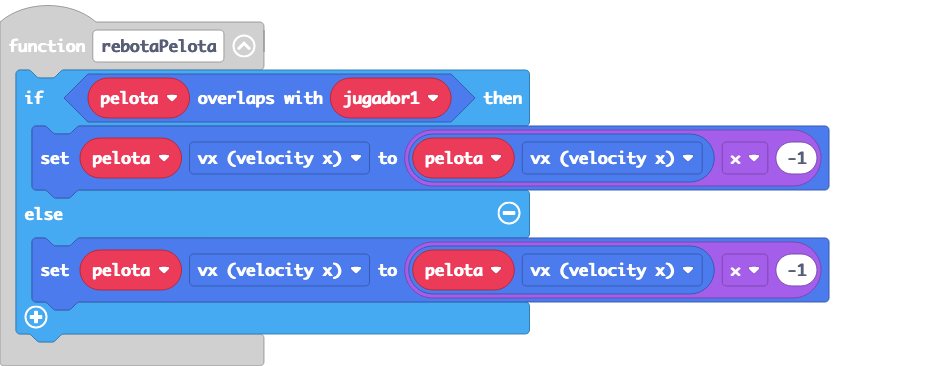 function rebotaPelota
if pelota overlaps with jugador1 then
set pelota vx (velocity x) to pelota vx (velocity x) x -1
else
set pelota vx (velocity x) to pelota vx (velocity x) x -1